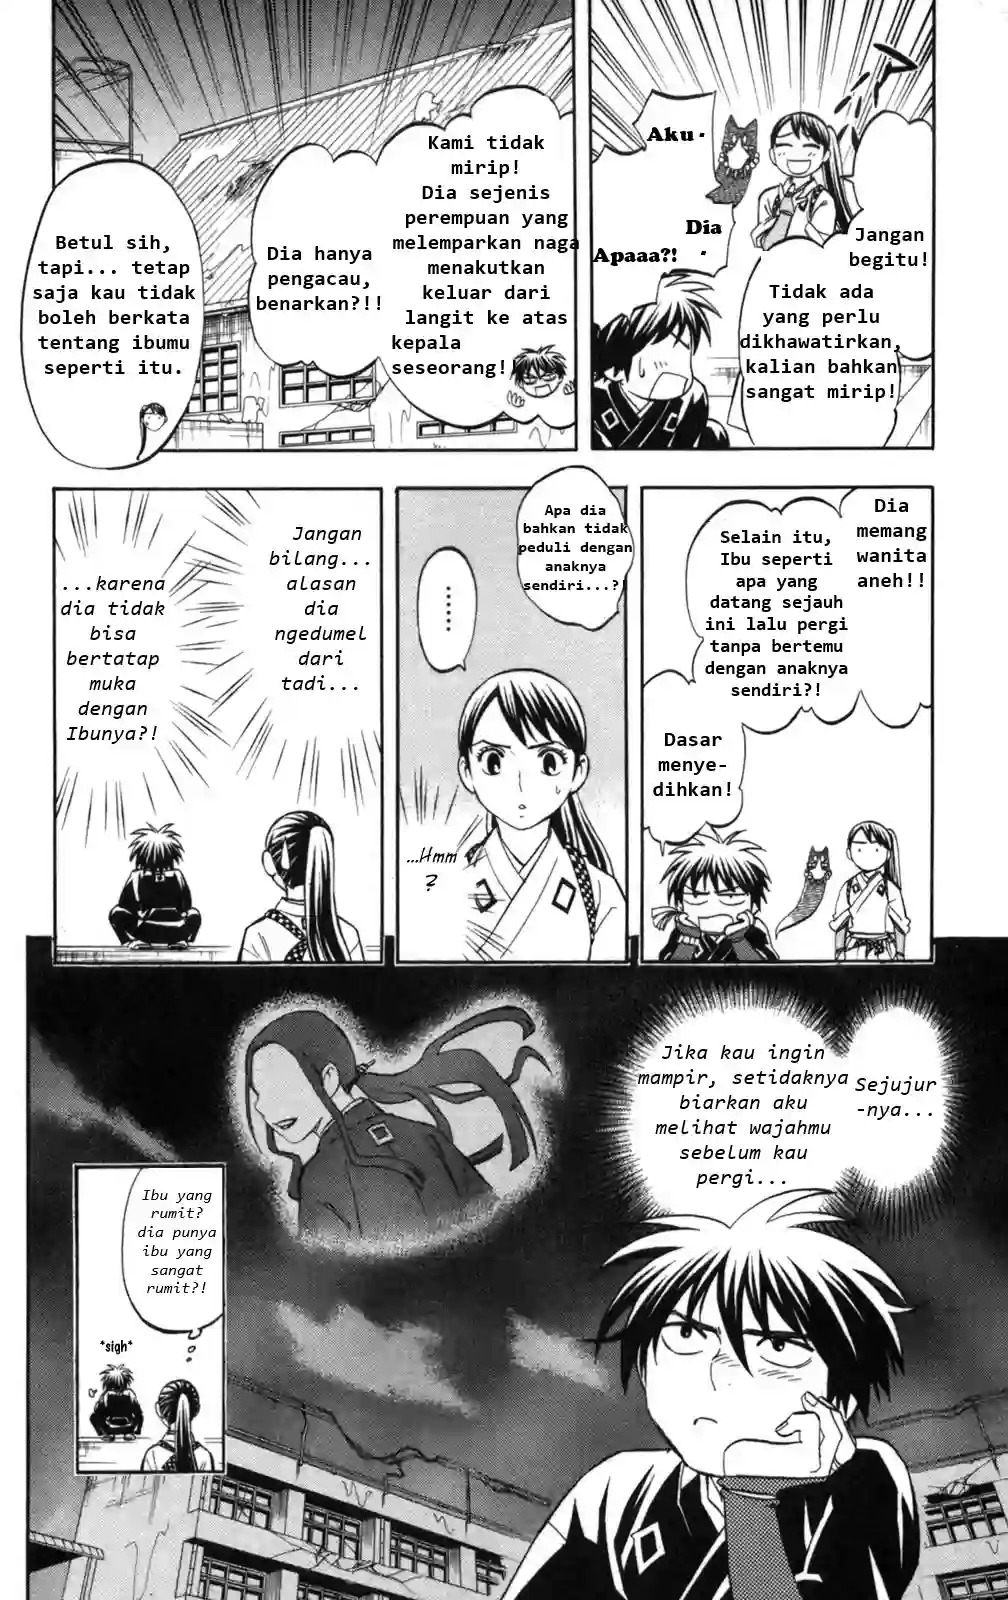 Jangan
begitu!
Tidak ada
yang perlu
dikhawatirkan,
kalian bahkan
sangat mirip!
Aku -
Dia
-
Apaaa?!
Kami tidak
mirip!
Dia sejenis
perempuan yang
melemparkan naga
menakutkan
keluar dari
langit ke atas
kepala
seseorang!
Dia hanya
pengacau,
benarkan?!!
Betul sih,
tapi... tetap
saja kau tidak
boleh berkata
tentang ibumu
seperti itu.
Dia
memang
wanita
aneh!!
Selain itu,
Ibu seperti
apa yang
datang sejauh
ini lalu pergi
tanpa bertemu
dengan anaknya
sendiri?!
Dasar
menye-
dihkan!
Apa dia
bahkan tidak
peduli dengan
anaknya
sendiri...?!
......
...Hmm
?
Jangan
bilang...
alasan
dia
ngedumel
dari
tadi...
...karena
dia tidak
bisa
bertatap
muka
dengan
Ibunya?!
Sejujur
-nya...
Jika kau ingin
mampir, setidaknya
biarkan aku
melihat wajahmu
sebelum kau
pergi...
Ibu yang
rumit?
dia punya
ibu yang
sangat
rumit?!
*sigh*